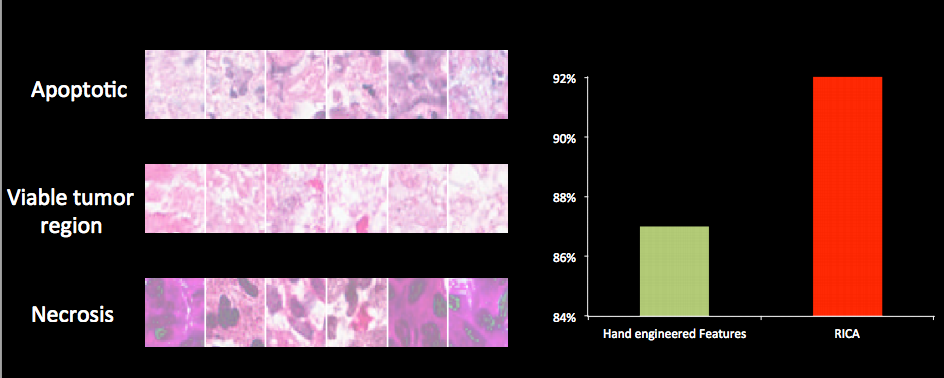 Apoptotic
Viable tumor
region
Necrosis
92%
90%
88%
86%
84%
Hand engineered Features
RICA